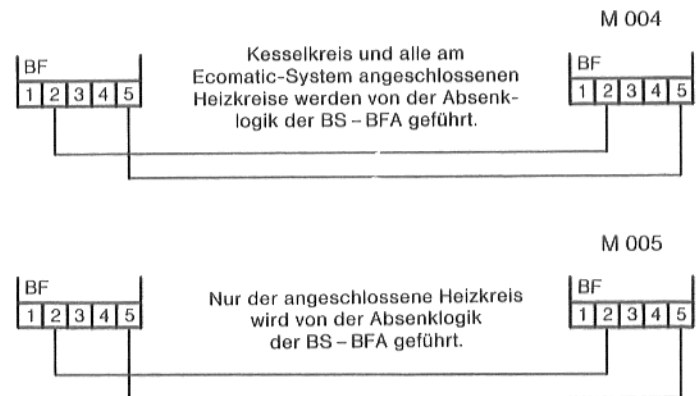 M 004
BF
1 2 3 4 5
Kesselkreis und alle am
Ecomatic-System angeschlossenen
Heizkreise werden von der Absenk-
logik der BS – BFA geführt.
BF
1 2 3 4 5
M 005
BF
1 2 3 4 5
Nur der angeschlossene Heizkreis
wird von der Absenklogik
der BS – BFA geführt.
BF
1 2 3 4 5